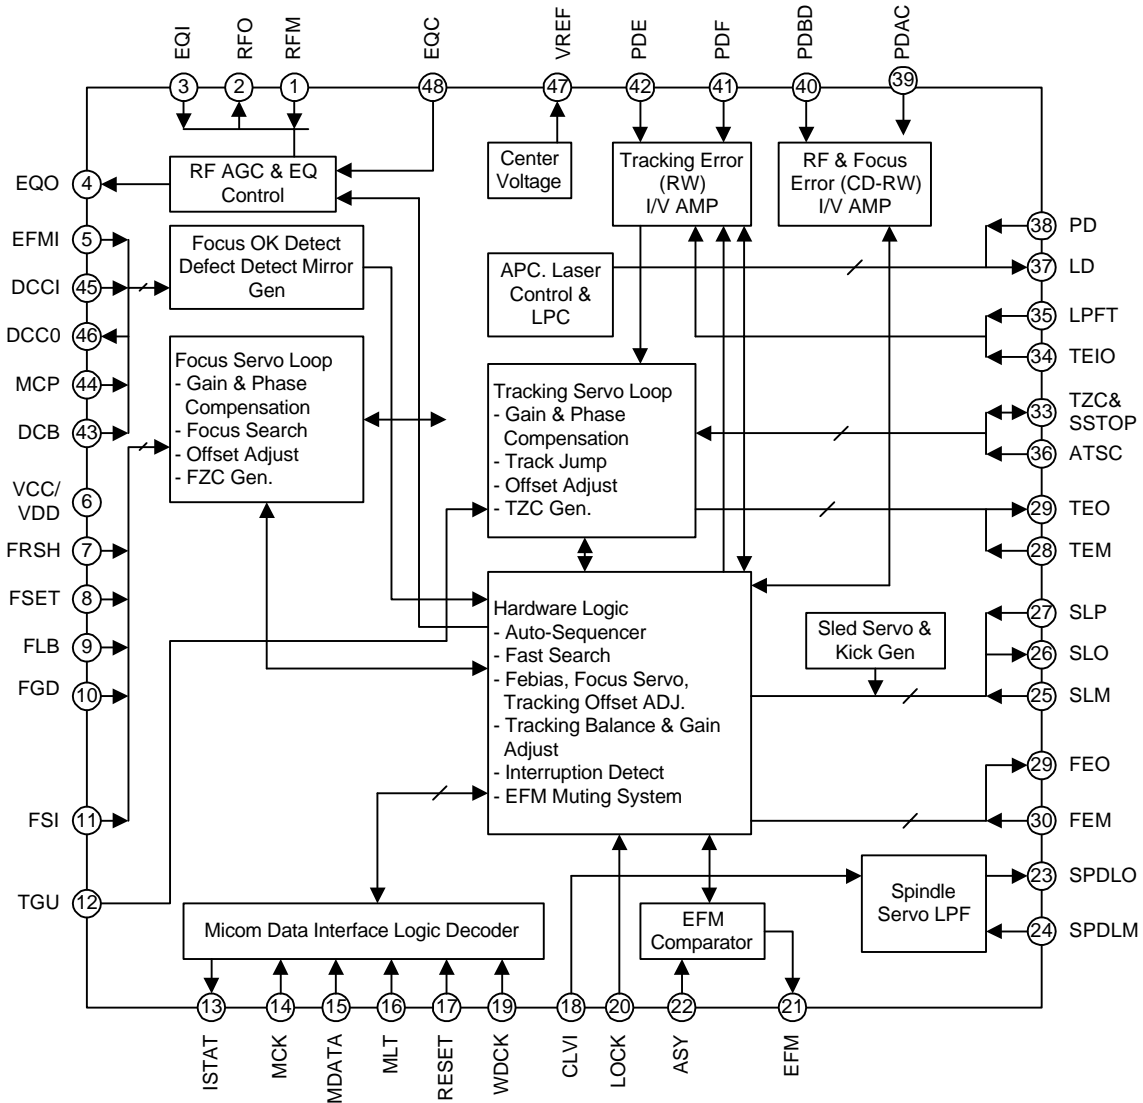 EQI
RFO
RFM
EQC
VREF
PDE
PDF
PDBD
PDAC
3
2
1
48
47
42
41
40
39
EQO
4
EFMI
5
DCCI
45
DCC0
46
MCP
44
DCB
43
VCC/
VDD
6
FRSH
7
FSET
8
FLB
9
FGD
10
FSI
11
TGU
12
RF AGC & EQ
Control
Focus OK Detect
Defect Detect Mirror
Gen
Focus Servo Loop
- Gain & Phase
Compensation
- Focus Search
- Offset Adjust
- FZC Gen.
Center
Voltage
Tracking Error
(RW)
I/V AMP
RF & Focus
Error (CD-RW)
I/V AMP
APC. Laser
Control &
LPC
Tracking Servo Loop
- Gain & Phase
Compensation
- Track Jump
- Offset Adjust
- TZC Gen.
Hardware Logic
- Auto-Sequencer
- Fast Search
- Febias, Focus Servo,
Tracking Offset ADJ.
- Tracking Balance & Gain
Adjust
- Interruption Detect
- EFM Muting System
Sled Servo &
Kick Gen
Spindle
Servo LPF
Micom Data Interface Logic Decoder
EFM
Comparator
38
PD
37
LD
35
LPFT
34
TEIO
33
TZC&
SSTOP
36
ATSC
29
TEO
28
TEM
27
SLP
26
SLO
25
SLM
29
FEO
30
FEM
23
SPDLO
24
SPDLM
13
14
15
16
17
19
18
20
22
21
ISTAT
MCK
MDATA
MLT
RESET
WDCK
CLVI
LOCK
ASY
EFM